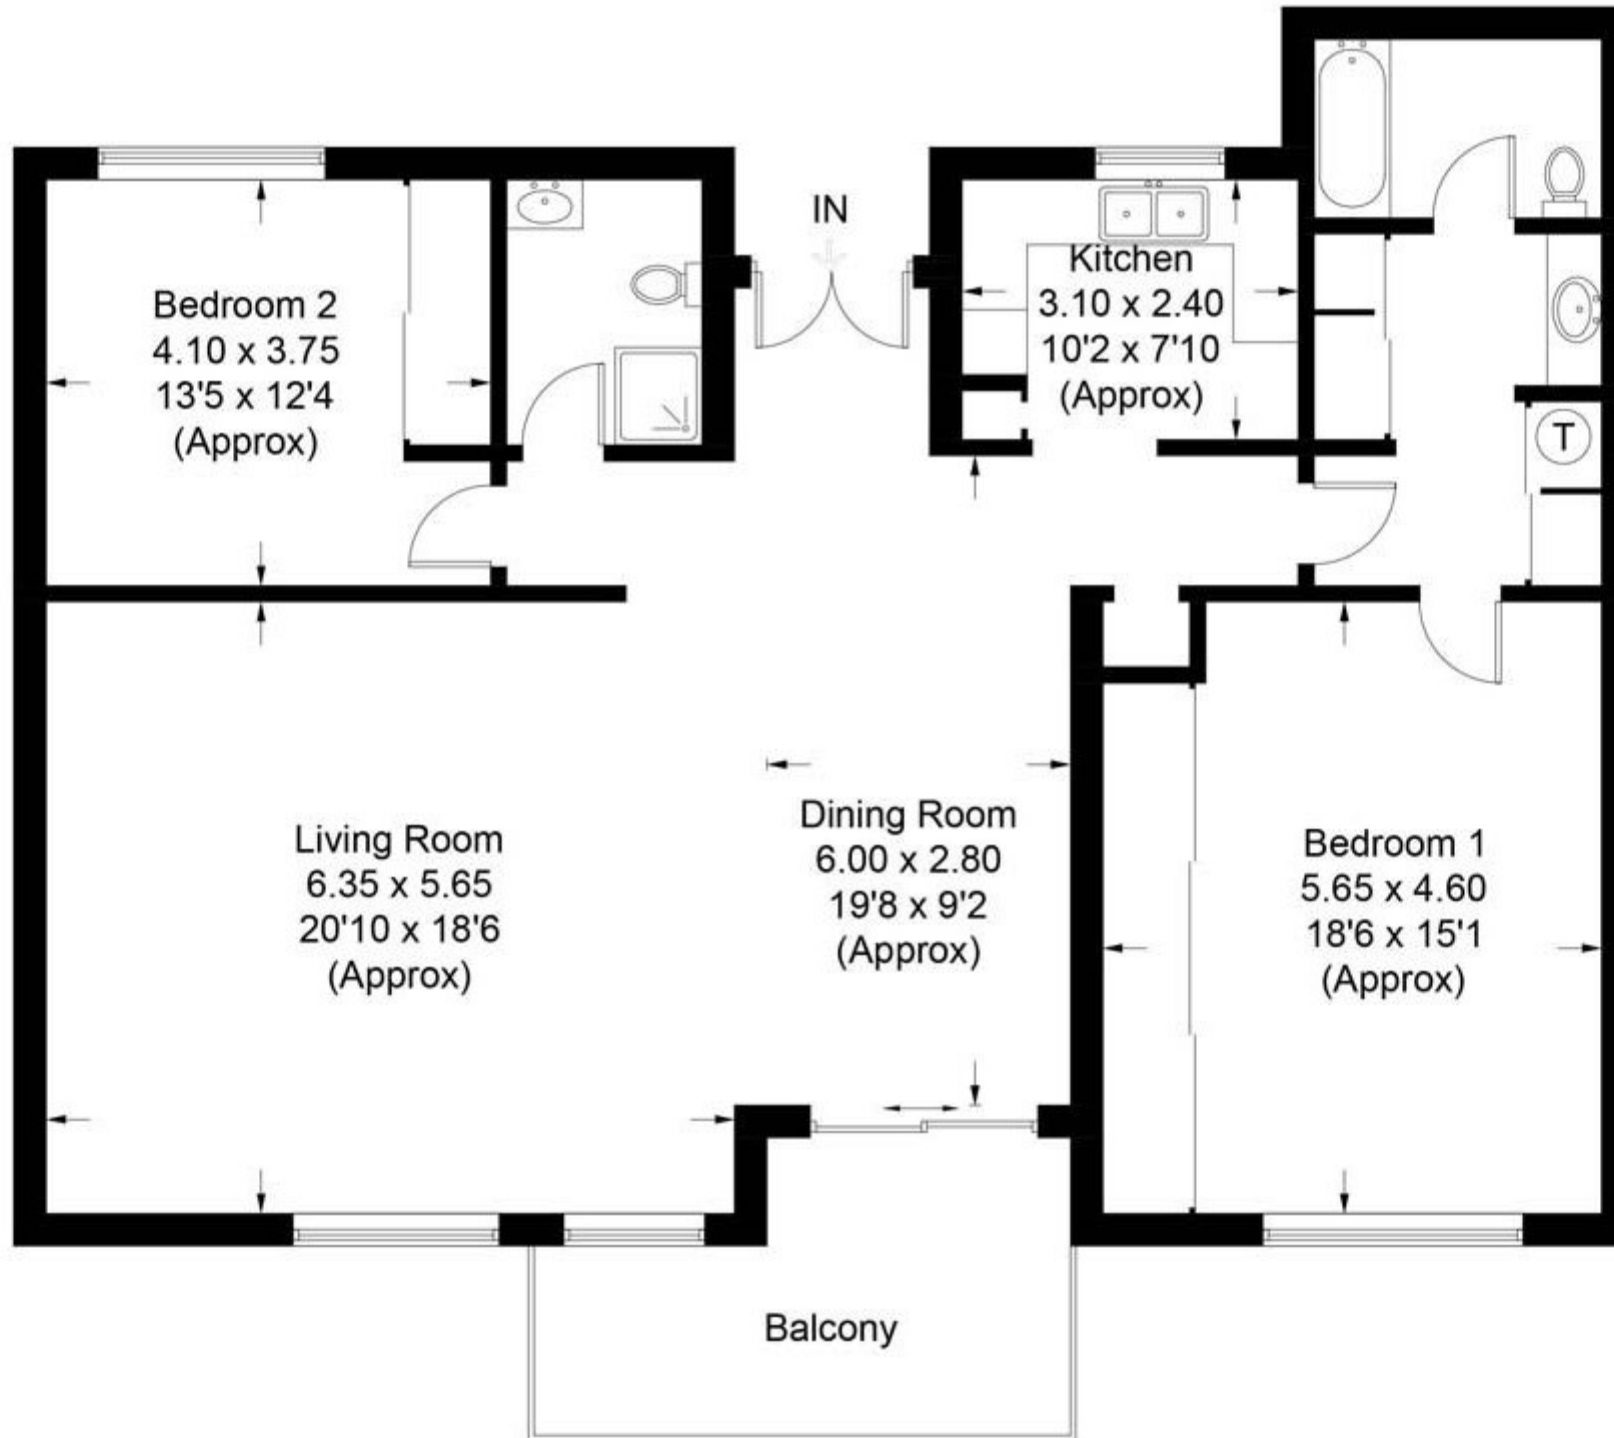 IN
Kitchen
3.10 x 2.40
10'2 x 7'10
(Approx)
Bedroom 2
4.10 x 3.75
13'5 x 12'4
(Approx)
T
Living Room
6.35 x 5.65
20'10 x 18'6
(Approx)
Dining Room
6.00 x 2.80
19'8 x 9'2
(Approx)
Bedroom 1
5.65 x 4.60
18'6 x 15'1
(Approx)
Balcony